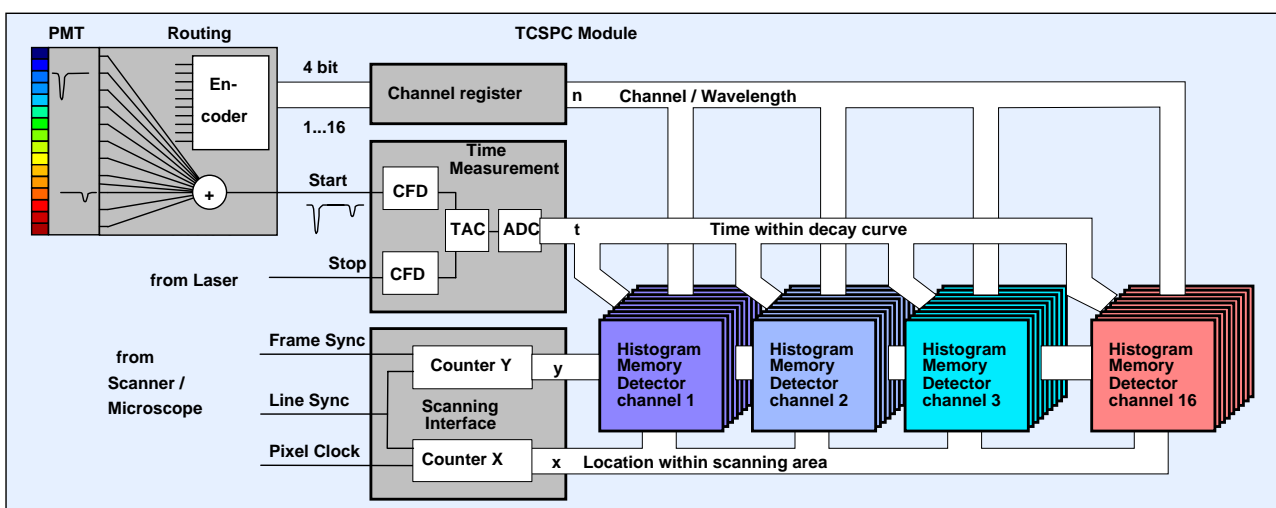 PMT
Routing
TCSPC Module
En-
coder
4 bit
1...16
Channel register
n
Channel / Wavelength
Time
Measurement
Start
+
CFD
TAC
ADC
t
Time within decay curve
Stop
CFD
from Laser
Frame Sync
Counter Y
y
from
Scanner /
Microscope
Line Sync
Scanning
Interface
Pixel Clock
Counter X
x
Location within scanning area
Histogram
Memory
Detector
channel 1
Histogram
Memory
Detector
channel 2
Histogram
Memory
Detector
channel 3
Histogram
Memory
Detector
channel 16